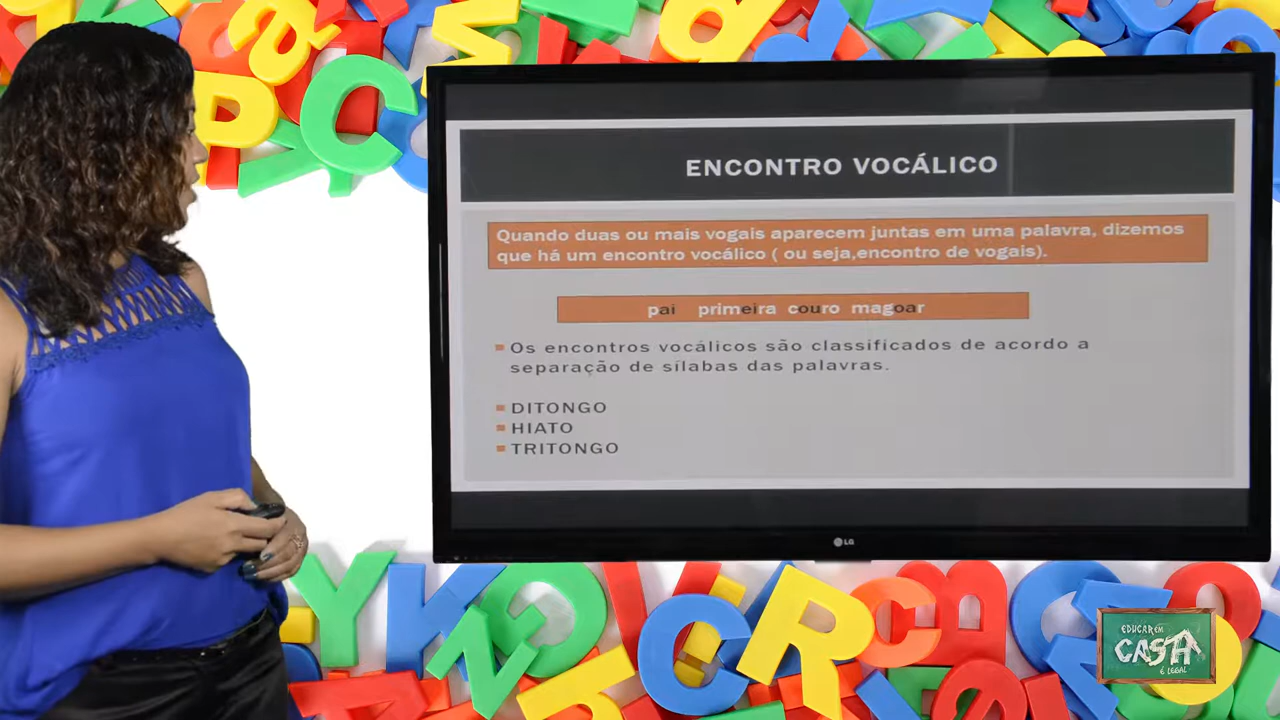 ENCONTRO VOCÁLICO
Quando duas ou mais vogais aparecem juntas em uma palavra, dizemos
que há um encontro vocálico ( ou seja,encontro de vogais).
pai primeira couro magoar
Os encontros vocálicos são classificados de acordo a
separação de sílabas das palavras.
DITONGO
HIATO
TRITONGO
LG
EDUCAR EM
CASA
É LEGAL